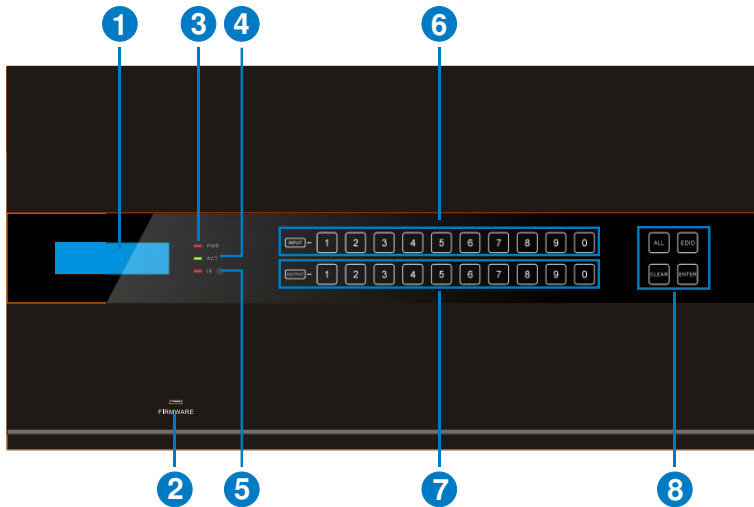 1 3 4 6
PWR
ACT
IR
INPUT 1 2 3 4 5 6 7 8 9 0
OUTPUT 1 2 3 4 5 6 7 8 9 0
ALL EDID
CLEAR ENTER
FIRMWARE
2 5 7 8